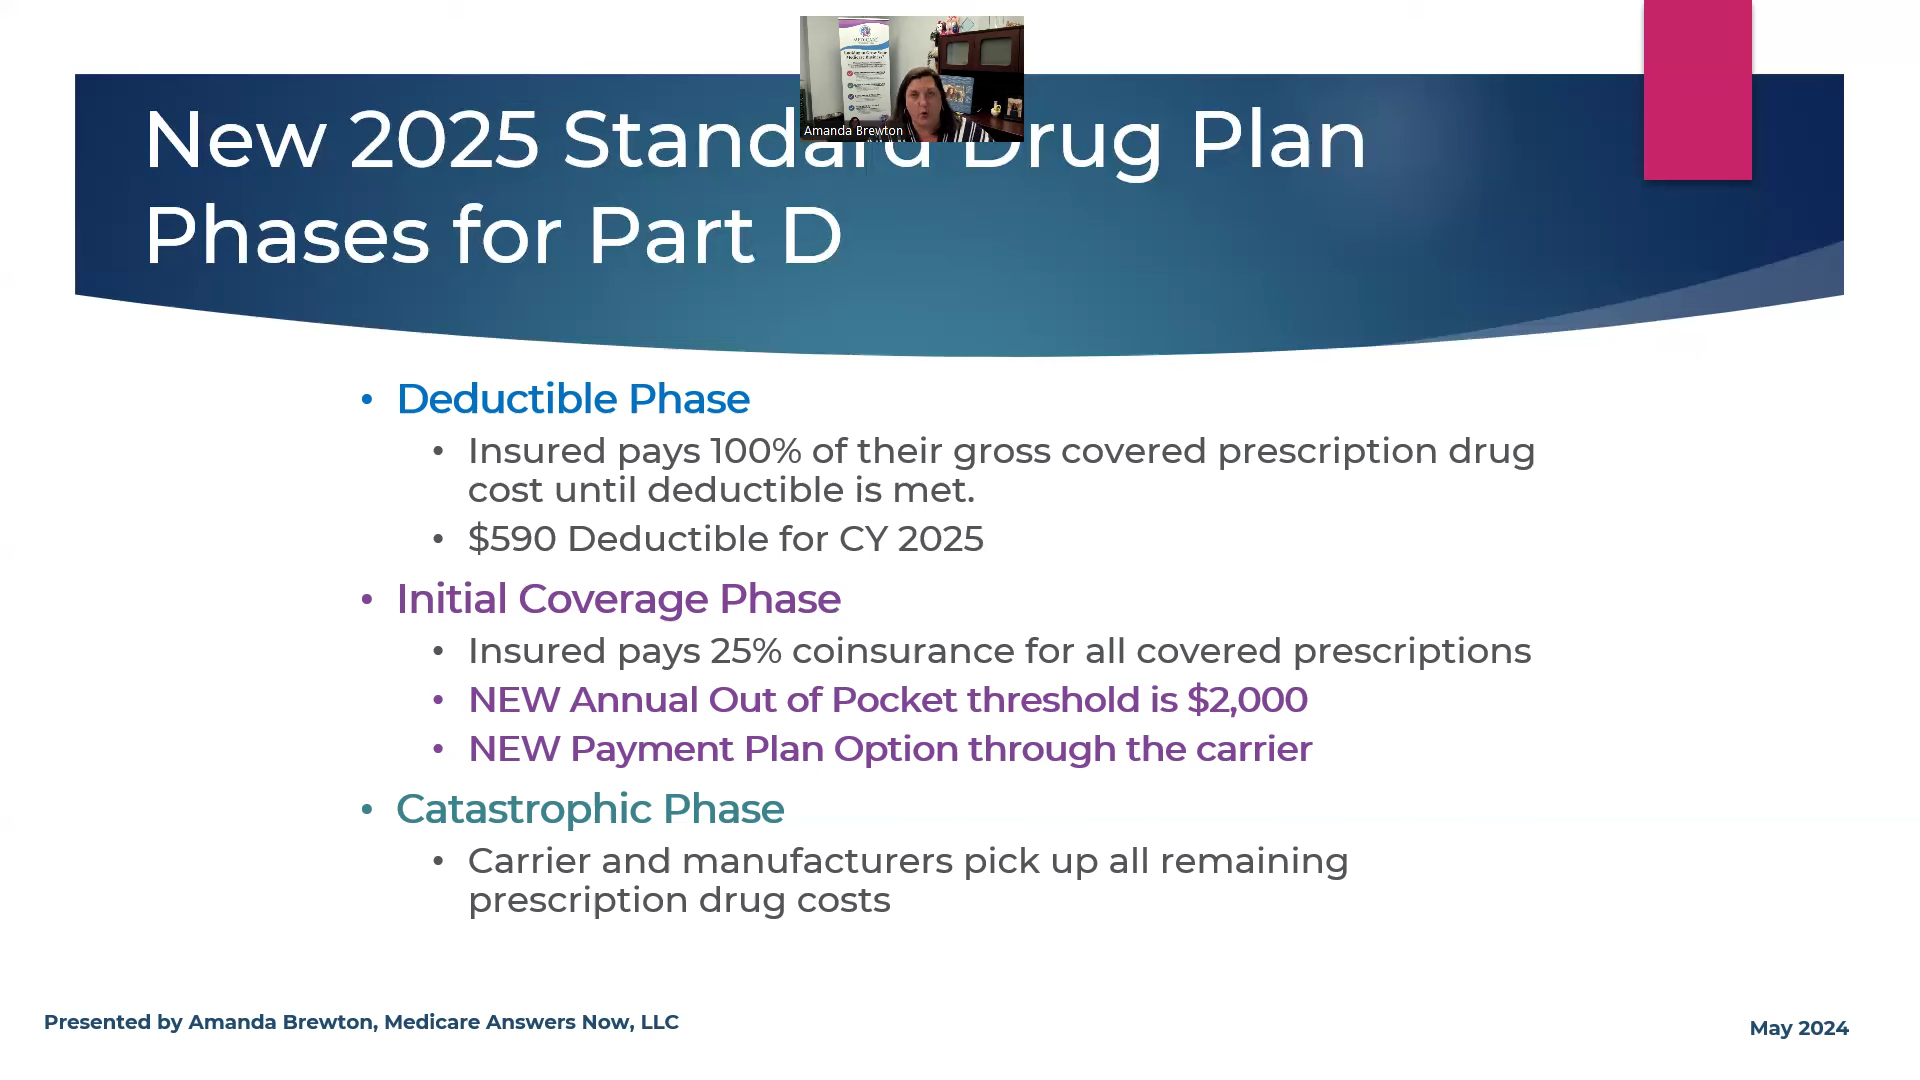 New 2025 Standard Drug Plan
Phases for Part D
Amanda Brewton
• Deductible Phase
• Insured pays 100% of their gross covered prescription drug
cost until deductible is met.
• $590 Deductible for CY 2025
• Initial Coverage Phase
• Insured pays 25% coinsurance for all covered prescriptions
• NEW Annual Out of Pocket threshold is $2,000
• NEW Payment Plan Option through the carrier
• Catastrophic Phase
• Carrier and manufacturers pick up all remaining
prescription drug costs
Presented by Amanda Brewton, Medicare Answers Now, LLC
May 2024